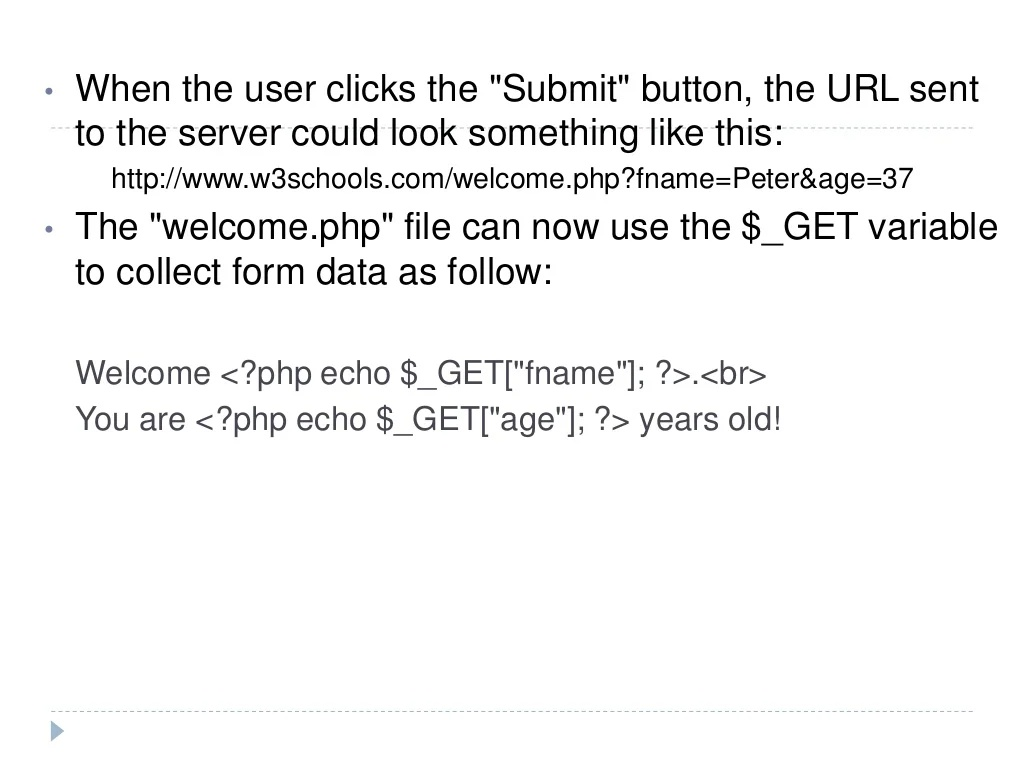 • When the user clicks the "Submit" button, the URL sent
to the server could look something like this:
http://www.w3schools.com/welcome.php?fname=Peter&age=37
• The "welcome.php" file can now use the $_GET variable
to collect form data as follow:
Welcome <?php echo $_GET["fname"]; ?>.<br>
You are <?php echo $_GET["age"]; ?> years old!